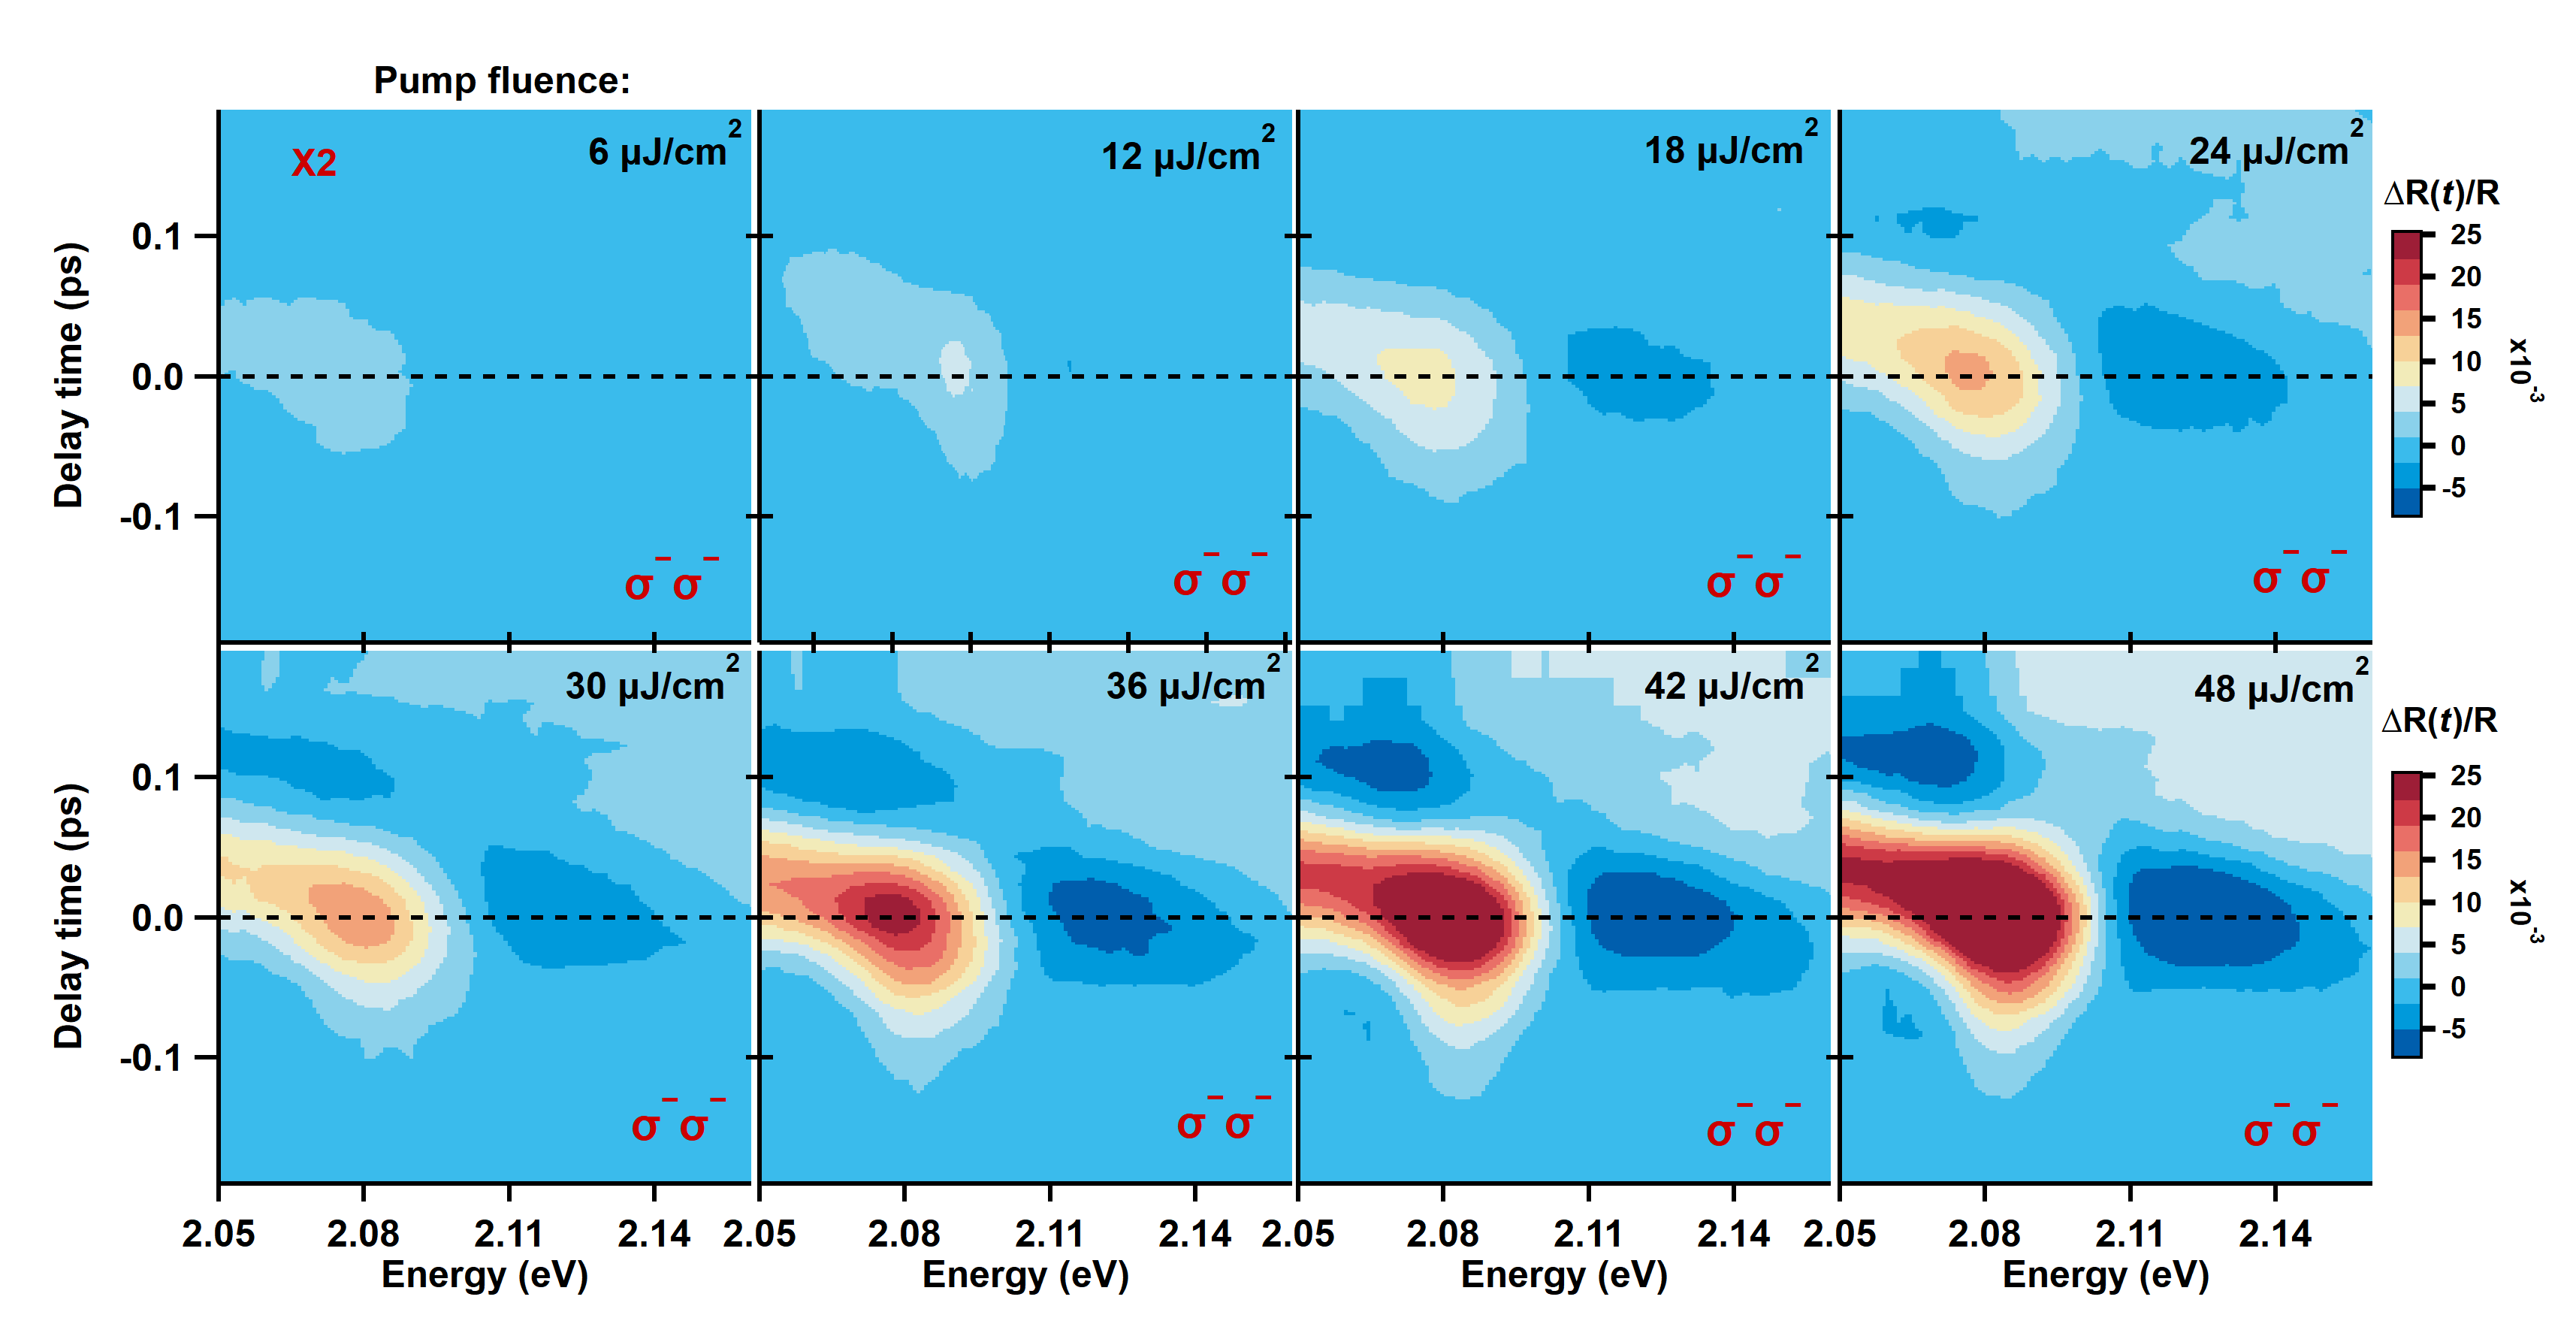 Pump fluence:
X2
6 µJ/cm²
12 µJ/cm²
18 µJ/cm²
24 µJ/cm²
σ⁻σ⁻
σ⁻σ⁻
σ⁻σ⁻
σ⁻σ⁻
0.1
0.0
-0.1
Delay time (ps)
ΔR(t)/R
25
20
15
10
5
0
-5
x10⁻³
30 µJ/cm²
36 µJ/cm²
42 µJ/cm²
48 µJ/cm²
σ⁻σ⁻
σ⁻σ⁻
σ⁻σ⁻
σ⁻σ⁻
0.1
0.0
-0.1
Delay time (ps)
ΔR(t)/R
25
20
15
10
5
0
-5
x10⁻³
2.05 2.08 2.11 2.14 2.05 2.08 2.11 2.14 2.05 2.08 2.11 2.14 2.05 2.08 2.11 2.14
Energy (eV) Energy (eV) Energy (eV) Energy (eV)